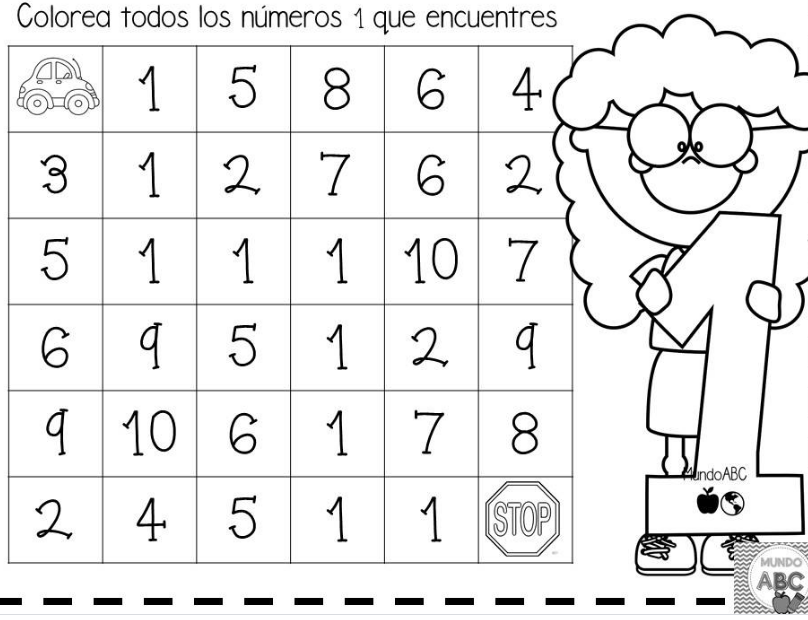 Colorea todos los números 1 que encuentres
1 5 8 6 4
3 1 2 7 6 2
5 1 1 1 10 7
6 9 5 1 2 9
9 10 6 1 7 8
2 4 5 1 1 STOP
1
MundoABC
MUNDO
ABC